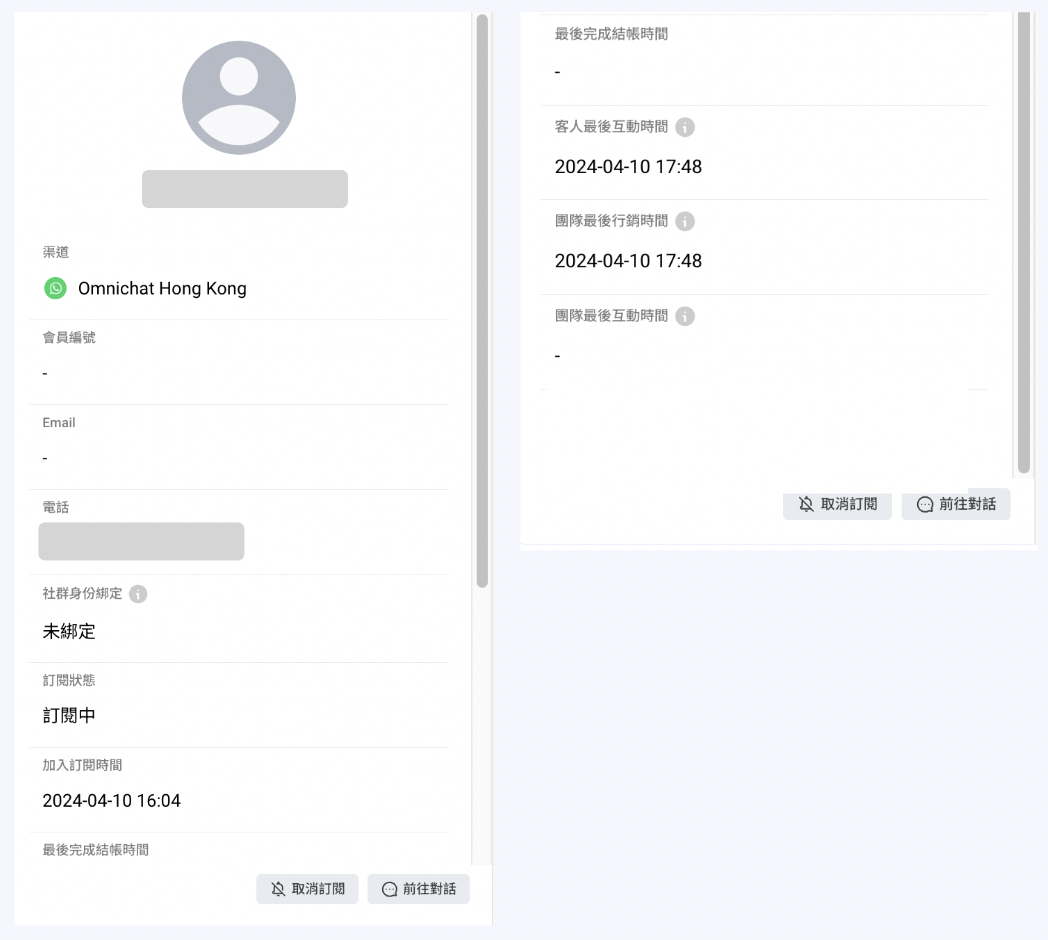 渠道
Omnichat Hong Kong
會員編號
-
Email
-
電話
社群身份綁定
未綁定
訂閱狀態
訂閱中
加入訂閱時間
2024-04-10 16:04
最後完成結帳時間
取消訂閱
前往對話
最後完成結帳時間
-
客人最後互動時間
2024-04-10 17:48
團隊最後行銷時間
2024-04-10 17:48
團隊最後互動時間
-
取消訂閱
前往對話